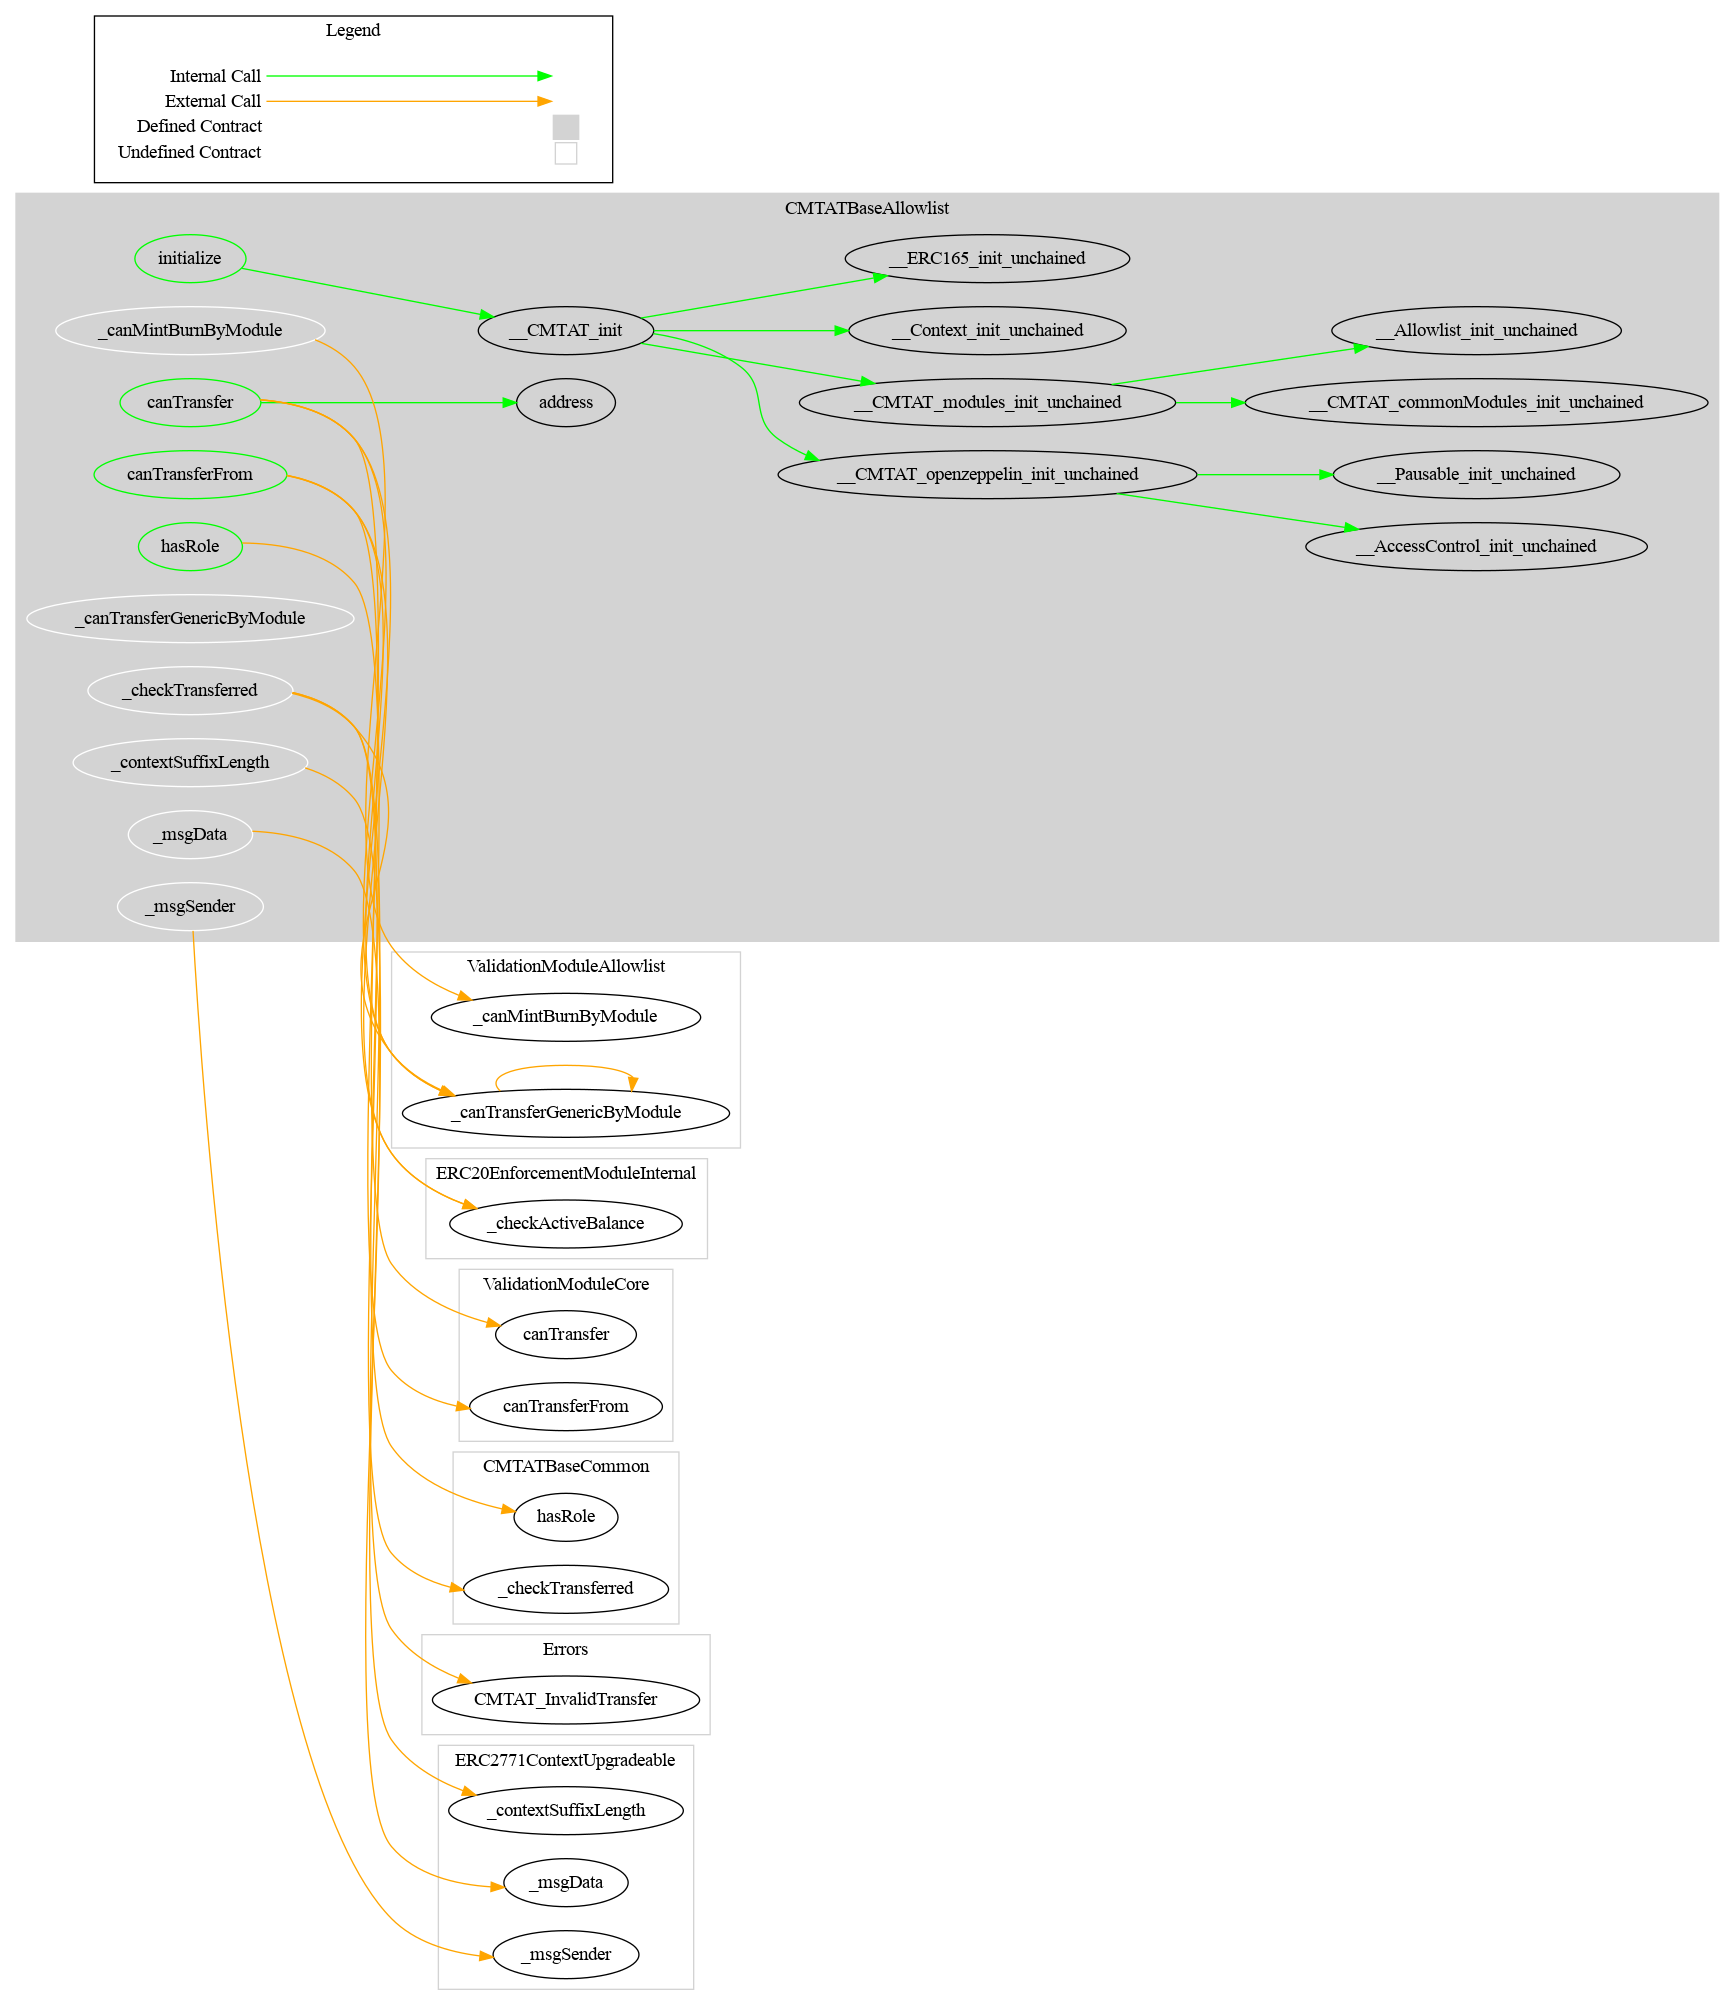 Legend
Internal Call
External Call
Defined Contract
Undefined Contract
CMTATBaseAllowlist
initialize
_canMintBurnByModule
canTransfer
canTransferFrom
hasRole
_canTransferGenericByModule
_checkTransferred
_contextSuffixLength
_msgData
_msgSender
__CMTAT_init
address
__ERC165_init_unchained
__Context_init_unchained
__CMTAT_modules_init_unchained
__CMTAT_openzeppelin_init_unchained
__Allowlist_init_unchained
__CMTAT_commonModules_init_unchained
__Pausable_init_unchained
__AccessControl_init_unchained
ValidationModuleAllowlist
_canMintBurnByModule
_canTransferGenericByModule
ERC20EnforcementModuleInternal
_checkActiveBalance
ValidationModuleCore
canTransfer
canTransferFrom
CMTATBaseCommon
hasRole
_checkTransferred
Errors
CMTAT_InvalidTransfer
ERC2771ContextUpgradeable
_contextSuffixLength
_msgData
_msgSender